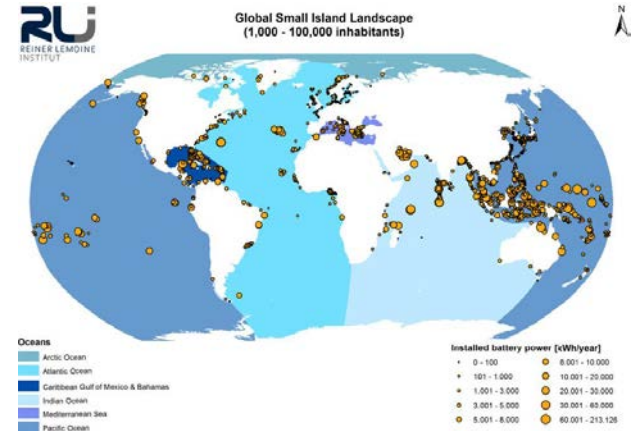 RLI
REINER LEMOINE
INSTITUT
Global Small Island Landscape
(1,000 - 100,000 inhabitants)
N
Oceans
Arctic Ocean
Atlantic Ocean
Caribbean Gulf of Mexico & Bahamas
Indian Ocean
Mediterranean Sea
Pacific Ocean
Installed battery power [kWh/year]
0 - 100
101 - 1.000
1.001 - 3.000
3.001 - 5.000
5.001 - 8.000
8.001 - 10.000
10.001 - 20.000
20.001 - 30.000
30.001 - 60.000
60.001 - 213.126